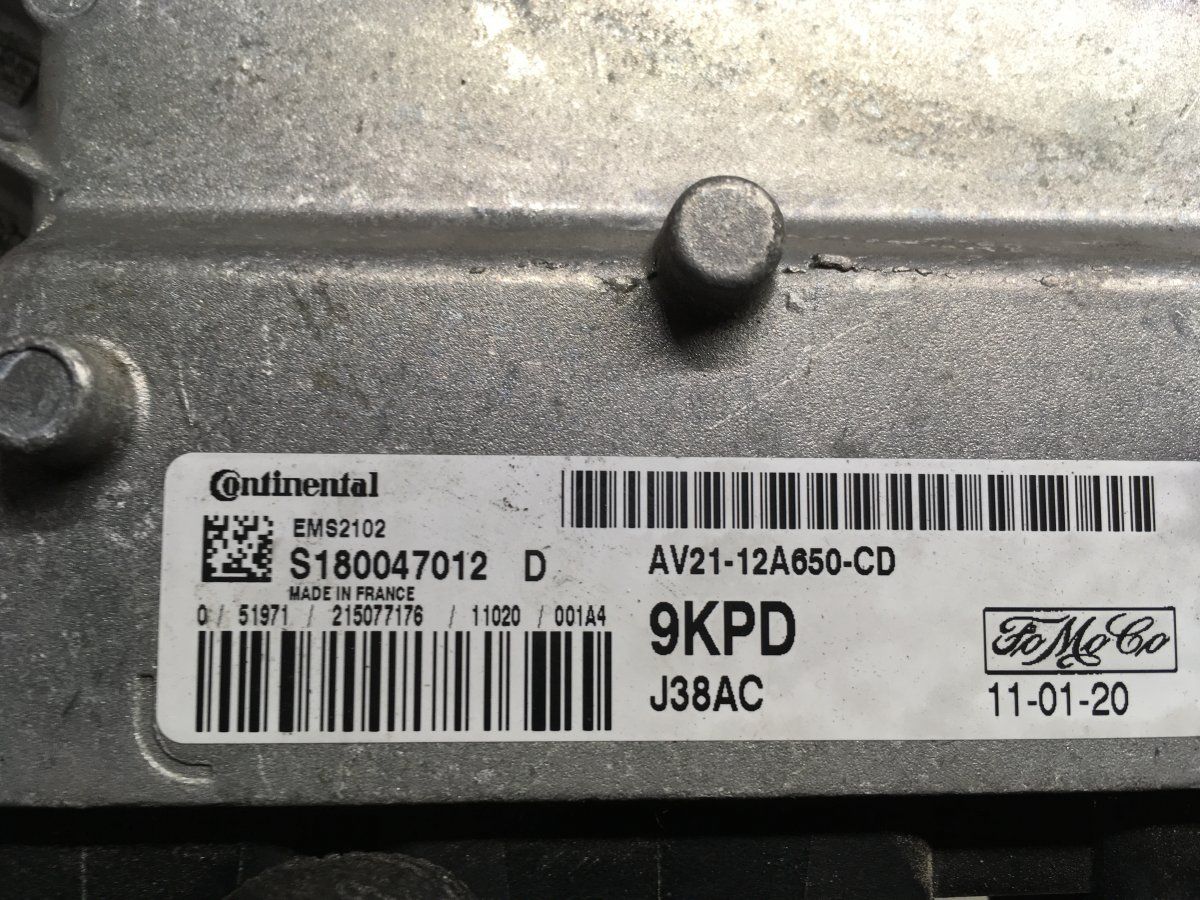 Continental
EMS2102
S180047012 D
MADE IN FRANCE
0 / 51971 / 215077176 / 11020 / 001A4
AV21-12A650-CD
9KPD
J38AC
FoMoCo
11-01-20